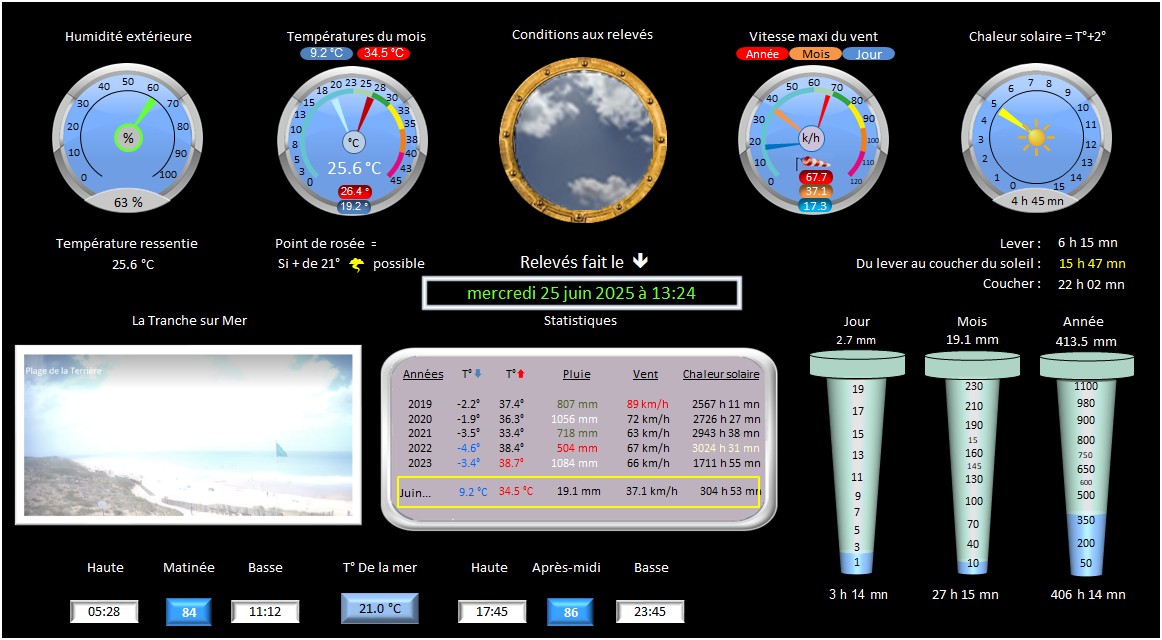 Humidité extérieure
Températures du mois
Conditions aux relevés
Vitesse maxi du vent
Chaleur solaire = T°+2°
9.2 °C 34.5 °C
Année Mois Jour
0 10 20 30 40 50 60 70 80 90 100
%
63 %
0 3 5 8 10 13 15 18 20 23 25 28 30 33 35 38 40 43 45
°C
25.6 °C
26.4 °
19.2 °
0 10 20 30 40 50 60 70 80 90 100 110 120
k/h
67.7
37.1
17.3
0 1 2 3 4 5 6 7 8 9 10 11 12 13 14 15
4 h 45 mn
Température ressentie
25.6 °C
Point de rosée =
Si + de 21° possible
Relevés fait le
mercredi 25 juin 2025 à 13:24
Lever : 6 h 15 mn
Du lever au coucher du soleil : 15 h 47 mn
Coucher : 22 h 02 mn
La Tranche sur Mer
Plage de la Terrière
Statistiques
Années T° T° Pluie Vent Chaleur solaire
2019 -2.2° 37.4° 807 mm 89 km/h 2567 h 11 mn
2020 -1.9° 36.3° 1056 mm 72 km/h 2726 h 27 mn
2021 -3.5° 33.4° 718 mm 63 km/h 2943 h 38 mn
2022 -4.6° 38.4° 504 mm 67 km/h 3024 h 31 mn
2023 -3.4° 38.7° 1084 mm 66 km/h 1711 h 55 mn
Juin... 9.2 °C 34.5 °C 19.1 mm 37.1 km/h 304 h 53 mn
Jour
2.7 mm
19
17
15
13
11
9
7
5
3
1
3 h 14 mn
Mois
19.1 mm
230
210
190
15
160
145
130
100
70
40
10
27 h 15 mn
Année
413.5 mm
1100
980
900
800
750
650
600
500
350
200
50
406 h 14 mn
Haute Matinée Basse T° De la mer Haute Après-midi Basse
05:28 84 11:12 21.0 °C 17:45 86 23:45